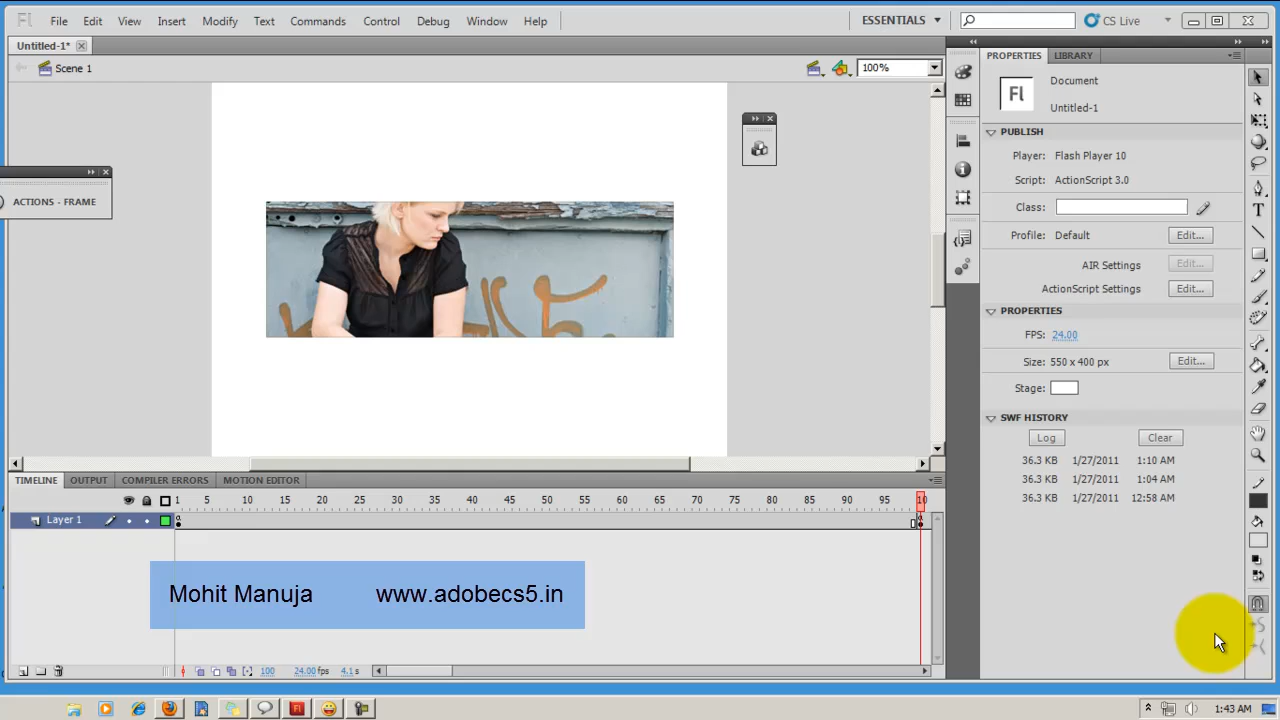 Fl File Edit View Insert Modify Text Commands Control Debug Window Help ESSENTIALS CS Live
Untitled-1*
Scene 1 100%
ACTIONS - FRAME
PROPERTIES LIBRARY
Fl Document
Untitled-1
PUBLISH
Player: Flash Player 10
Script: ActionScript 3.0
Class:
Profile: Default Edit...
AIR Settings Edit...
ActionScript Settings Edit...
PROPERTIES
FPS: 24.00
Size: 550 x 400 px Edit...
Stage:
SWF HISTORY
Log Clear
36.3 KB 1/27/2011 1:10 AM
36.3 KB 1/27/2011 1:04 AM
36.3 KB 1/27/2011 12:58 AM
TIMELINE OUTPUT COMPILER ERRORS MOTION EDITOR
1 5 10 15 20 25 30 35 40 45 50 55 60 65 70 75 80 85 90 95 10
Layer 1
Mohit Manuja www.adobecs5.in
100 24.00fps 4.1s
1:43 AM